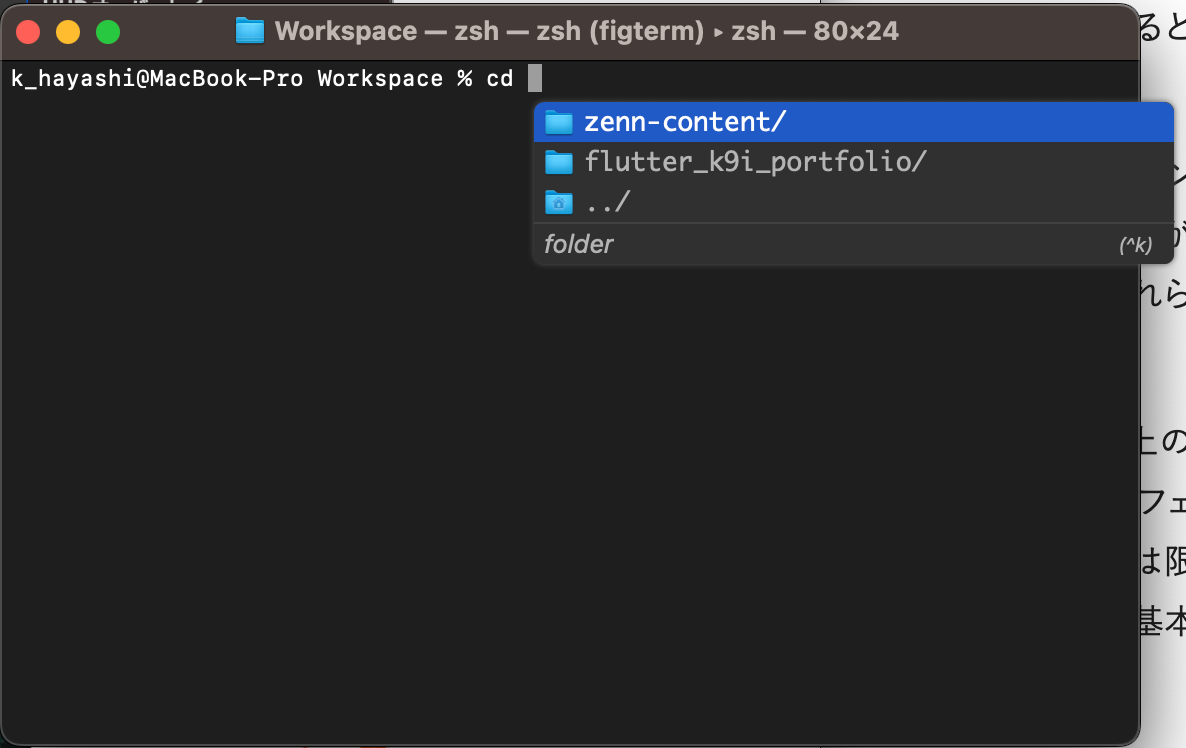 Workspace — zsh — zsh (figterm) ▸ zsh — 80×24
k_hayashi@MacBook-Pro Workspace % cd
zenn-content/
flutter_k9i_portfolio/
../
folder (^k)
ると
ン
が
れら
上の
フェ
は限
基本